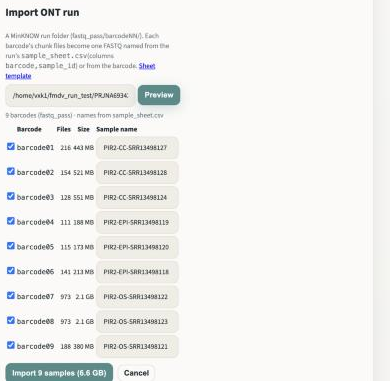 Import ONT run
A MinKNOW run folder (fastq_pass/barcodeNN/). Each
barcode's chunk files become one FASTQ named from the
run's sample_sheet.csv(columns
barcode,sample_id) or from the barcode. Sheet
template
/home/vxk1/fmdv_run_test/PRJNA6934 Preview
9 barcodes (fastq_pass) · names from sample_sheet.csv
Barcode Files Size Sample name
barcode01 216 443 MB PIR2-CC-SRR13498127
barcode02 154 521 MB PIR2-CC-SRR13498128
barcode03 128 551 MB PIR2-CC-SRR13498124
barcode04 111 188 MB PIR2-EPI-SRR13498119
barcode05 115 173 MB PIR2-EPI-SRR13498120
barcode06 141 213 MB PIR2-EPI-SRR13498118
barcode07 973 2.1 GB PIR2-OS-SRR13498122
barcode08 973 2.1 GB PIR2-OS-SRR13498123
barcode09 188 380 MB PIR2-OS-SRR13498121
Import 9 samples (6.6 GB) Cancel